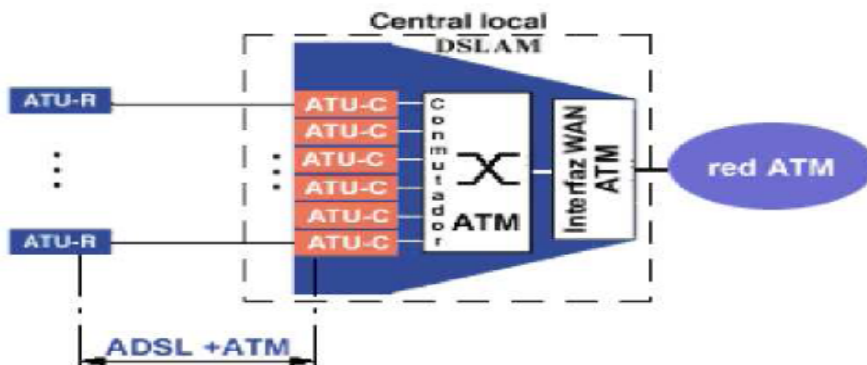 Central local
DSLAM
ATU-R
ATU-C
ATU-C
ATU-C
ATU-C
ATU-C
ATU-R
ATU-C
Conmutador
ATM
Interfaz WAN
ATM
red ATM
ADSL +ATM